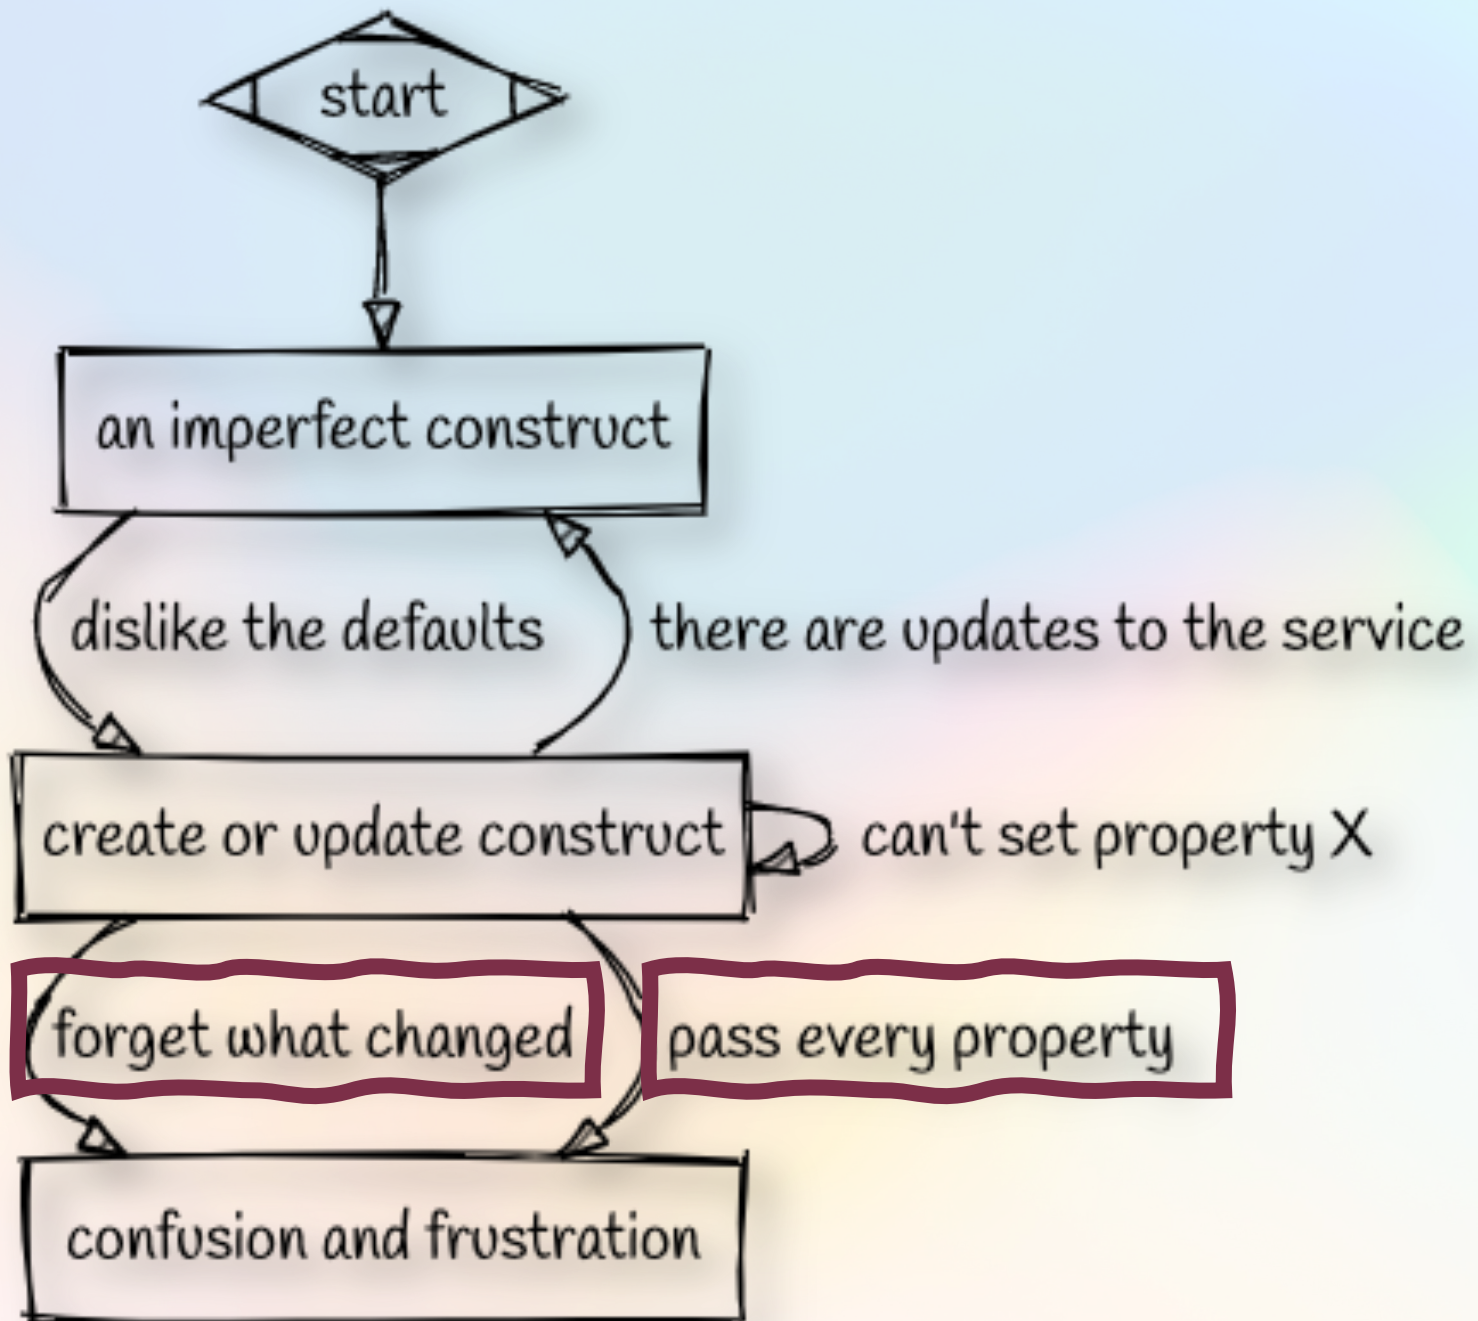 start
an imperfect construct
dislike the defaults
there are updates to the service
create or update construct
can't set property X
forget what changed
pass every property
confusion and frustration